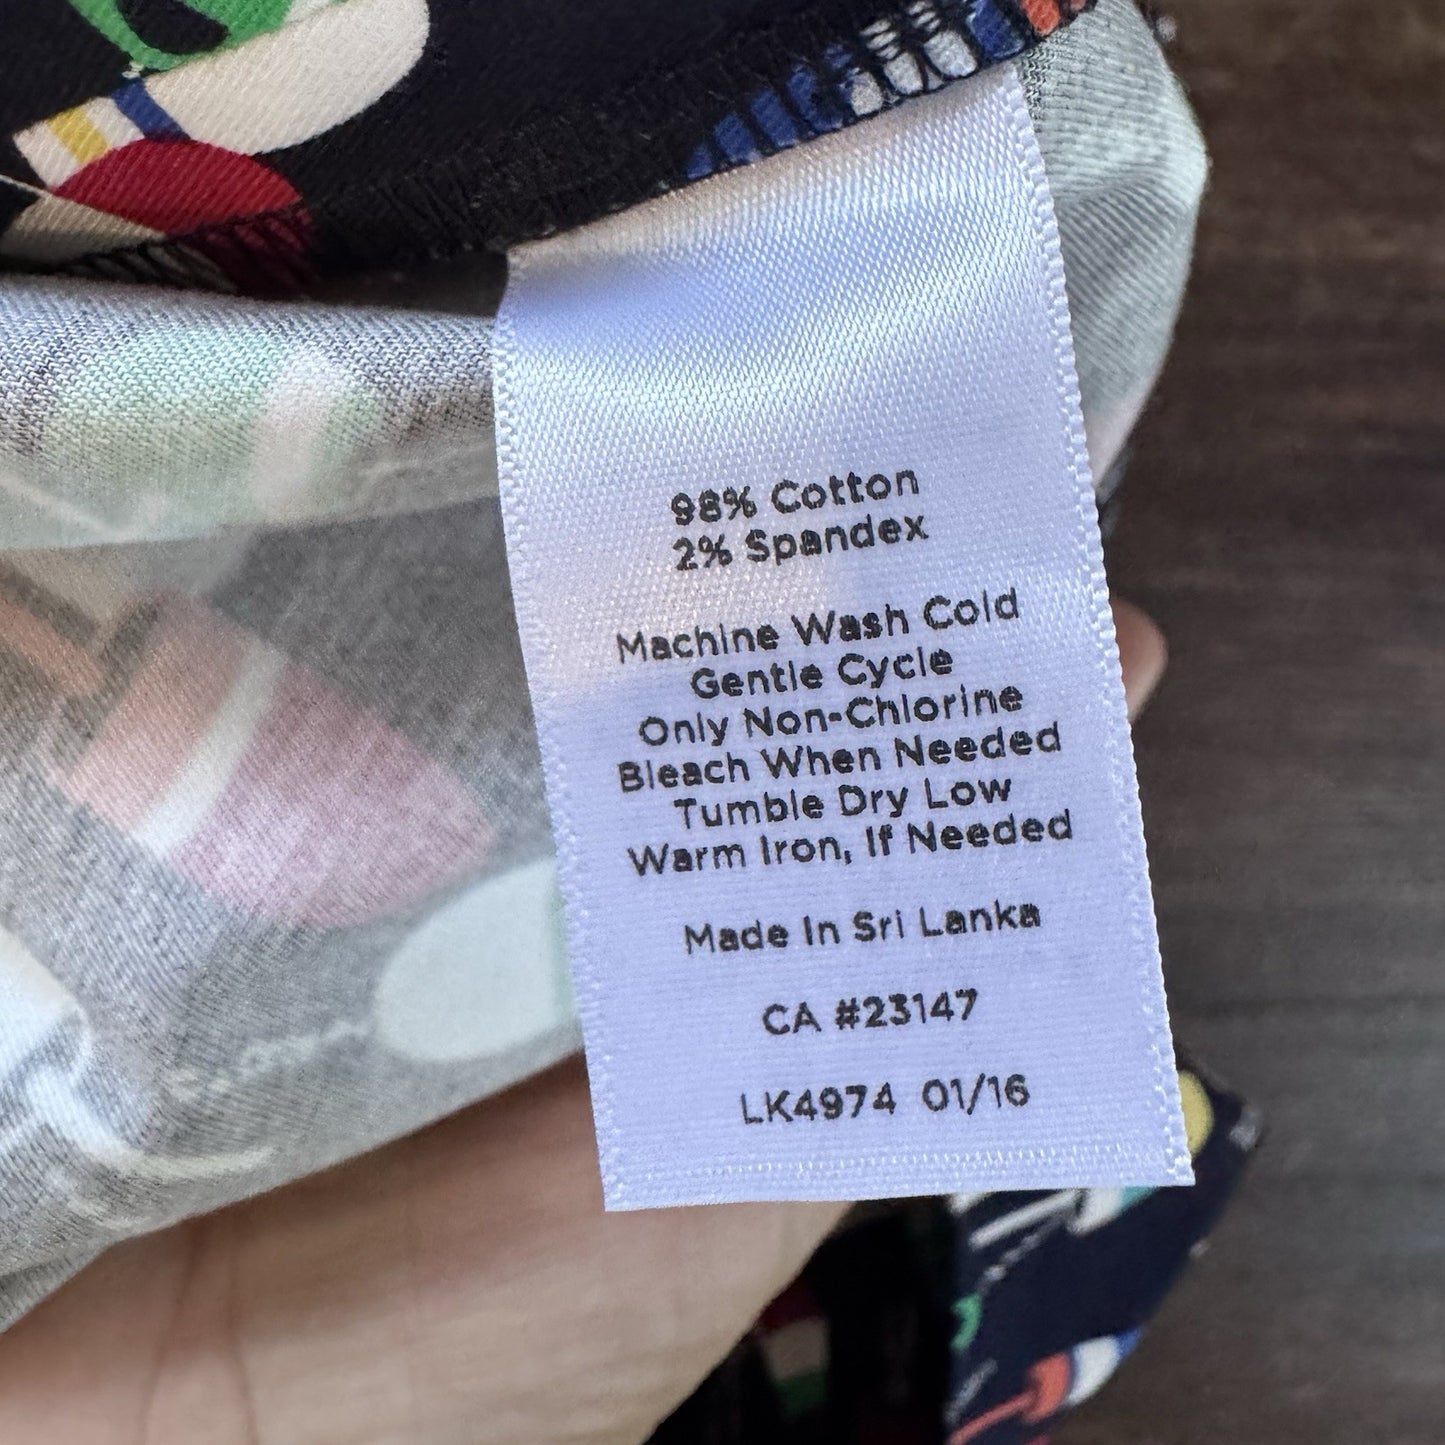 98% Cotton
2% Spandex
Machine Wash Cold
Gentle Cycle
Only Non-Chlorine
Bleach When Needed
Tumble Dry Low
Warm Iron, If Needed
Made In Sri Lanka
CA #23147
LK4974 01/16